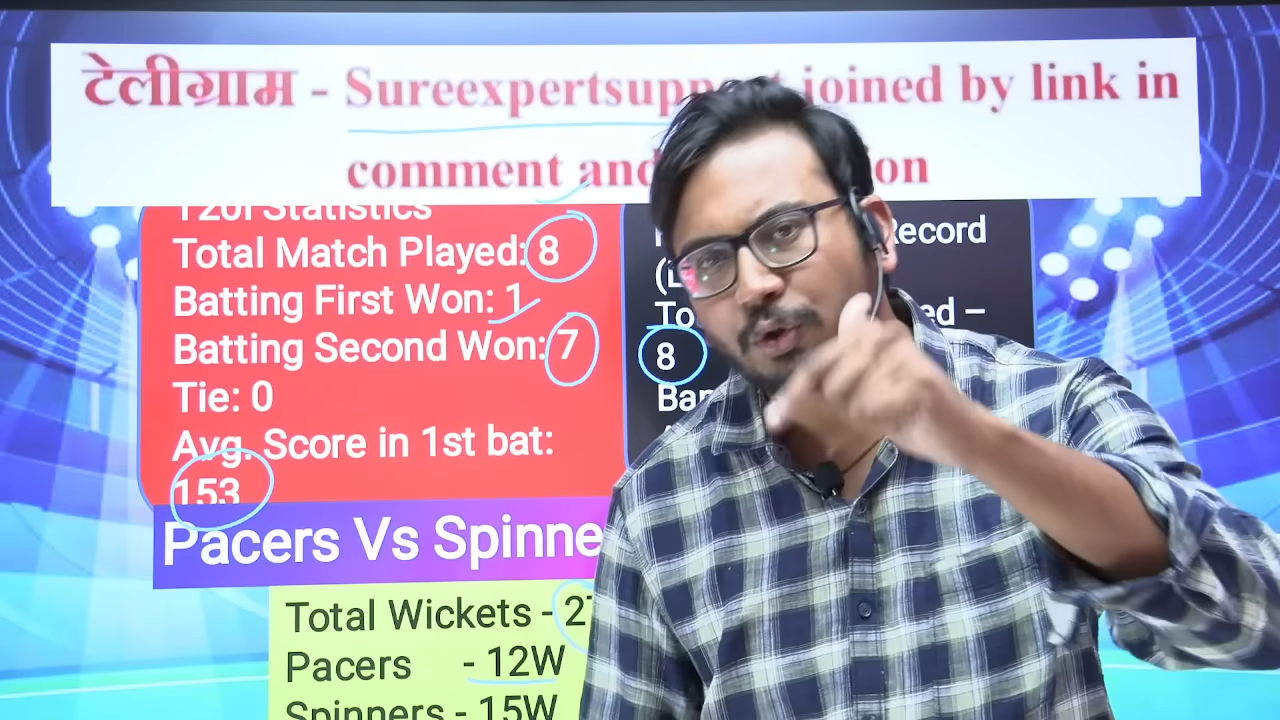 टेलीग्राम - Sureexpertsupp joined by link in
comment and
T20I Statistics
Total Match Played: 8
Batting First Won: 1
Batting Second Won: 7
Tie: 0
Avg. Score in 1st bat:
153
Record
8
Pacers Vs Spinne
Total Wickets - 27
Pacers - 12W
Spinners - 15W